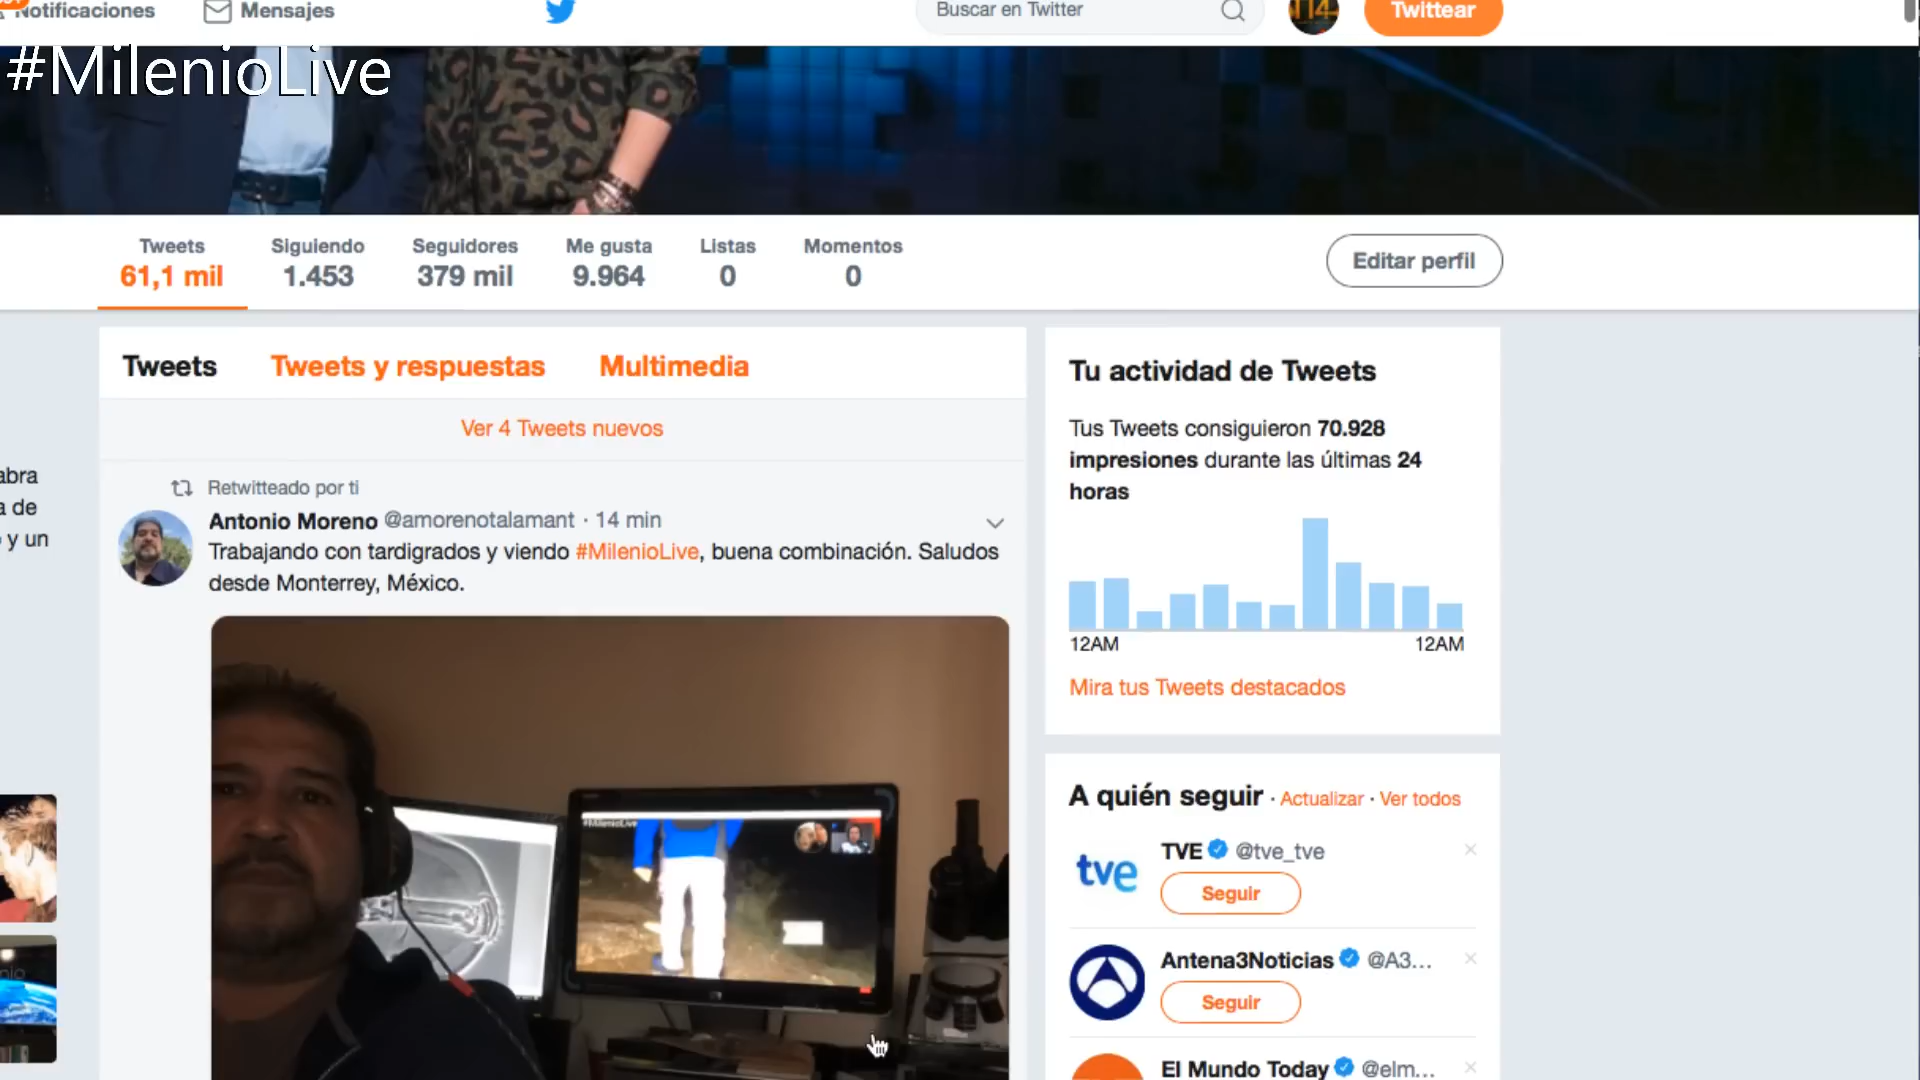 Notificaciones
Mensajes
Buscar en Twitter
Twittear
#MilenioLive
Tweets
61,1 mil
Siguiendo
1.453
Seguidores
379 mil
Me gusta
9.964
Listas
0
Momentos
0
Editar perfil
Tweets
Tweets y respuestas
Multimedia
Ver 4 Tweets nuevos
Retwitteado por ti
Antonio Moreno @amorenotalamant · 14 min
Trabajando con tardigrados y viendo #MilenioLive, buena combinación. Saludos
desde Monterrey, México.
#MilenioLive
abra
a de
y un
Tu actividad de Tweets
Tus Tweets consiguieron 70.928
impresiones durante las últimas 24
horas
12AM
12AM
Mira tus Tweets destacados
A quién seguir · Actualizar · Ver todos
tve
TVE @tve_tve
Seguir
Antena3Noticias @A3...
Seguir
El Mundo Today @elm...